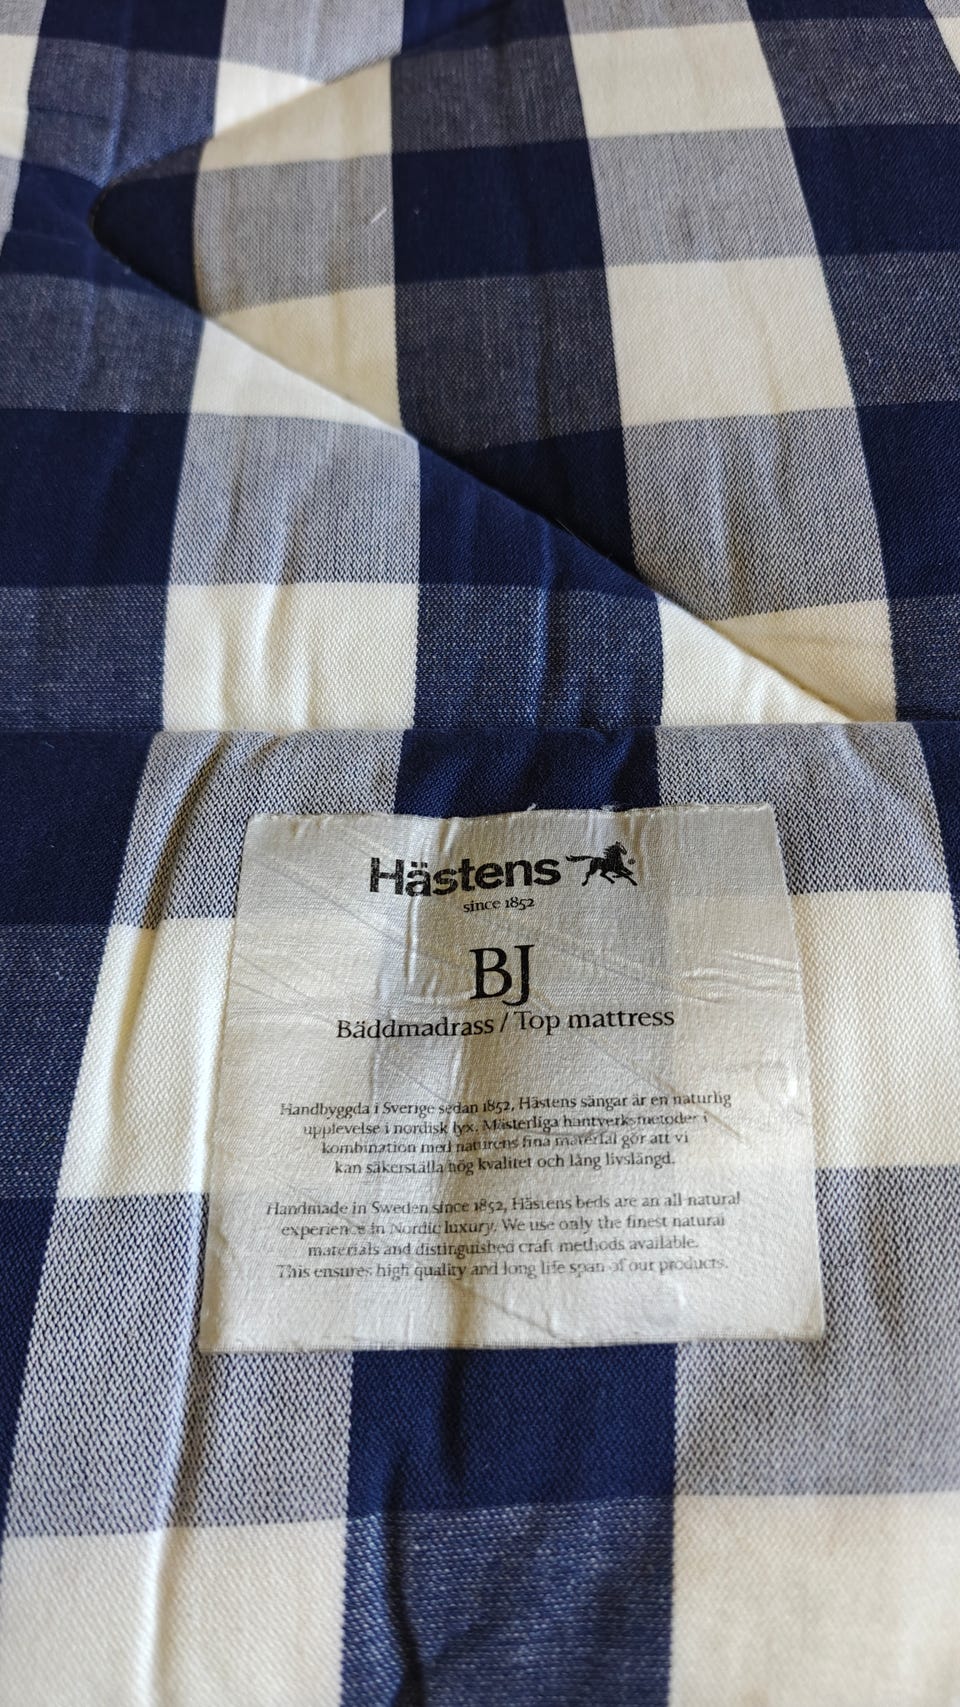 Hästens
since 1852
BJ
Bäddmadrass / Top mattress
Handbyggda i Sverige sedan 1852, Hästens sängar är en naturlig
upplevelse i nordisk lyx. Mästerliga hantverksmetoder i
kombination med naturens fina material gör att vi
kan säkerställa hög kvalitet och lång livslängd.
Handmade in Sweden since 1852, Hästens beds are an all natural
experience in Nordic luxury. We use only the finest natural
materials and distinguished craft methods available.
This ensures high quality and long life span of our products.